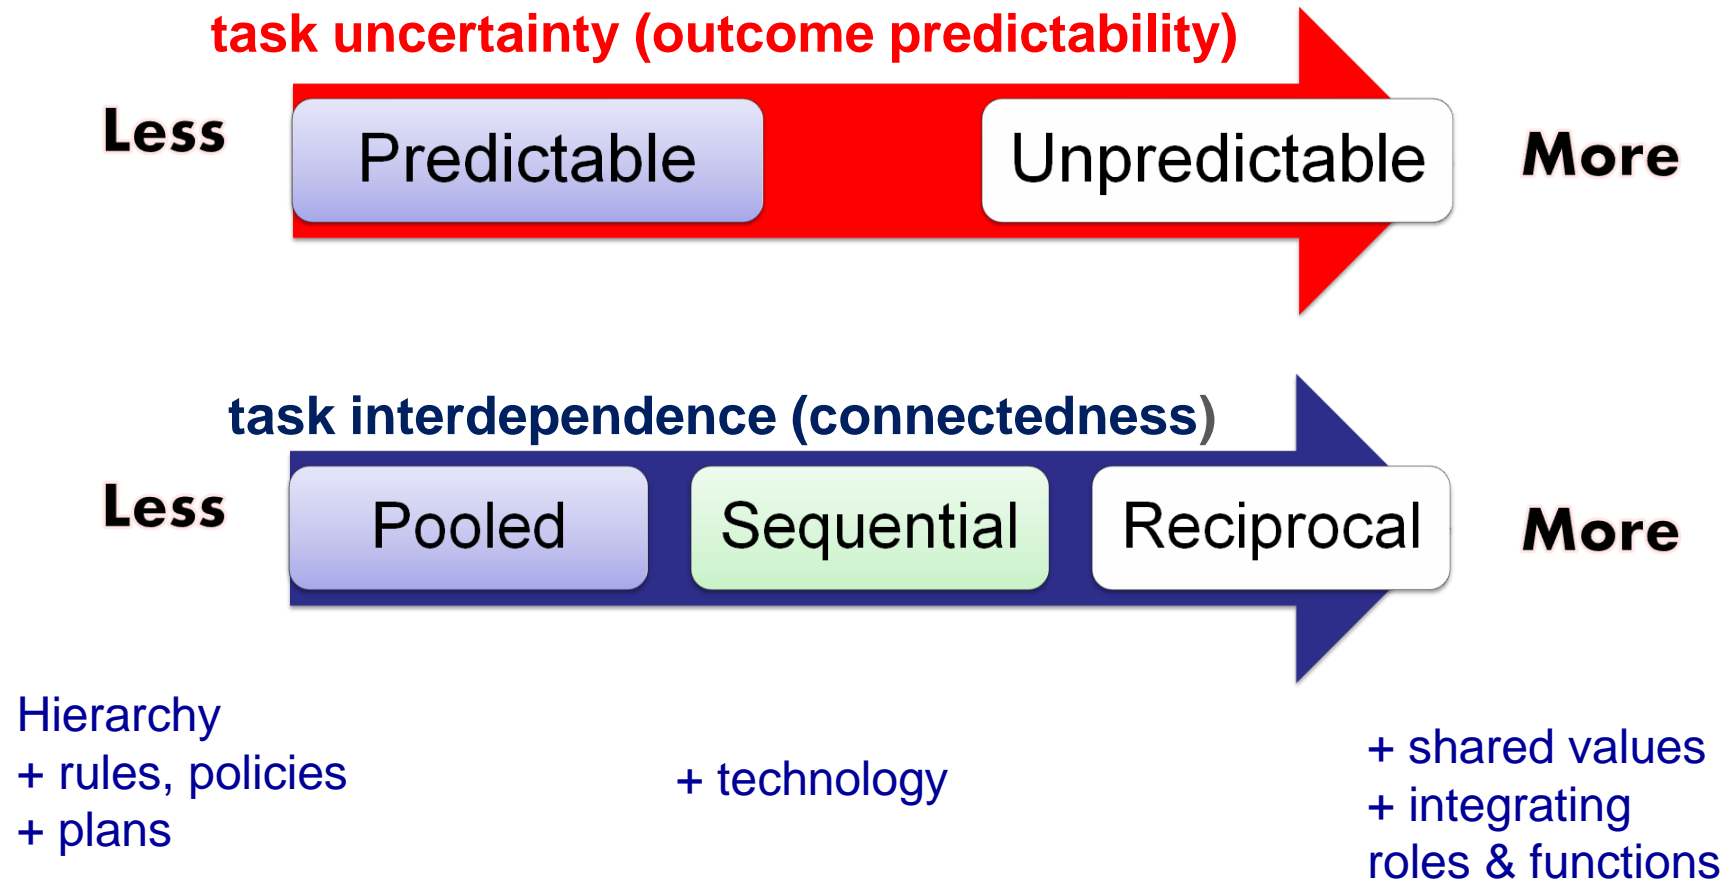 task uncertainty (outcome predictability)
Less
Predictable
Unpredictable
More
task interdependence (connectedness)
Less
Pooled
Sequential
Reciprocal
More
Hierarchy
+ rules, policies
+ plans
+ technology
+ shared values
+ integrating
roles & functions